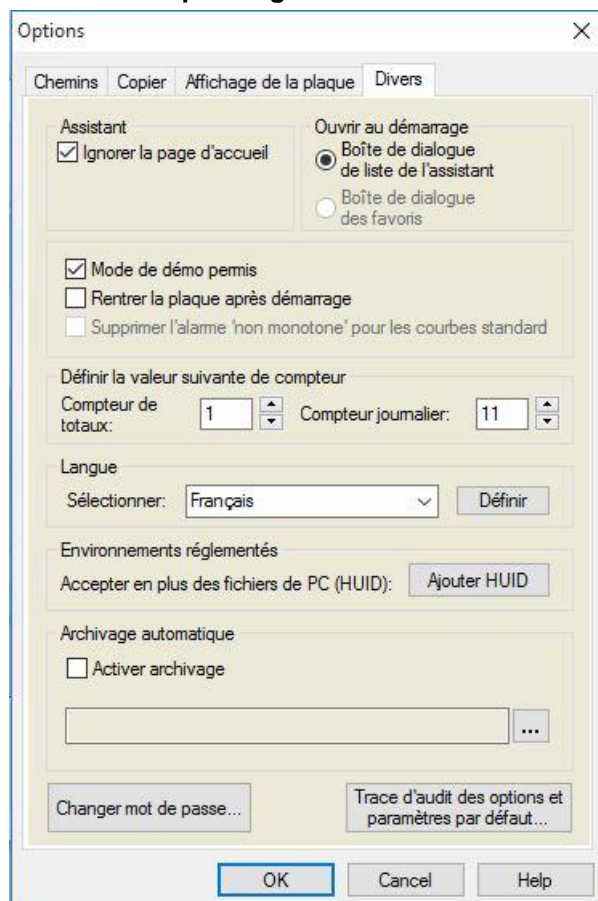 Options
Chemins Copier Affichage de la plaque Divers
Assistant
Ignorer la page d'accueil
Ouvrir au démarrage
Boîte de dialogue
de liste de l'assistant
Boîte de dialogue
des favoris
Mode de démo permis
Rentrer la plaque après démarrage
Supprimer l'alarme 'non monotone' pour les courbes standard
Définir la valeur suivante de compteur
Compteur de
totaux:
1
Compteur journalier:
11
Langue
Sélectionner: Français Définir
Environnements réglementés
Accepter en plus des fichiers de PC (HUID): Ajouter HUID
Archivage automatique
Activer archivage
...
Changer mot de passe...
Trace d'audit des options et
paramètres par défaut...
OK Cancel Help